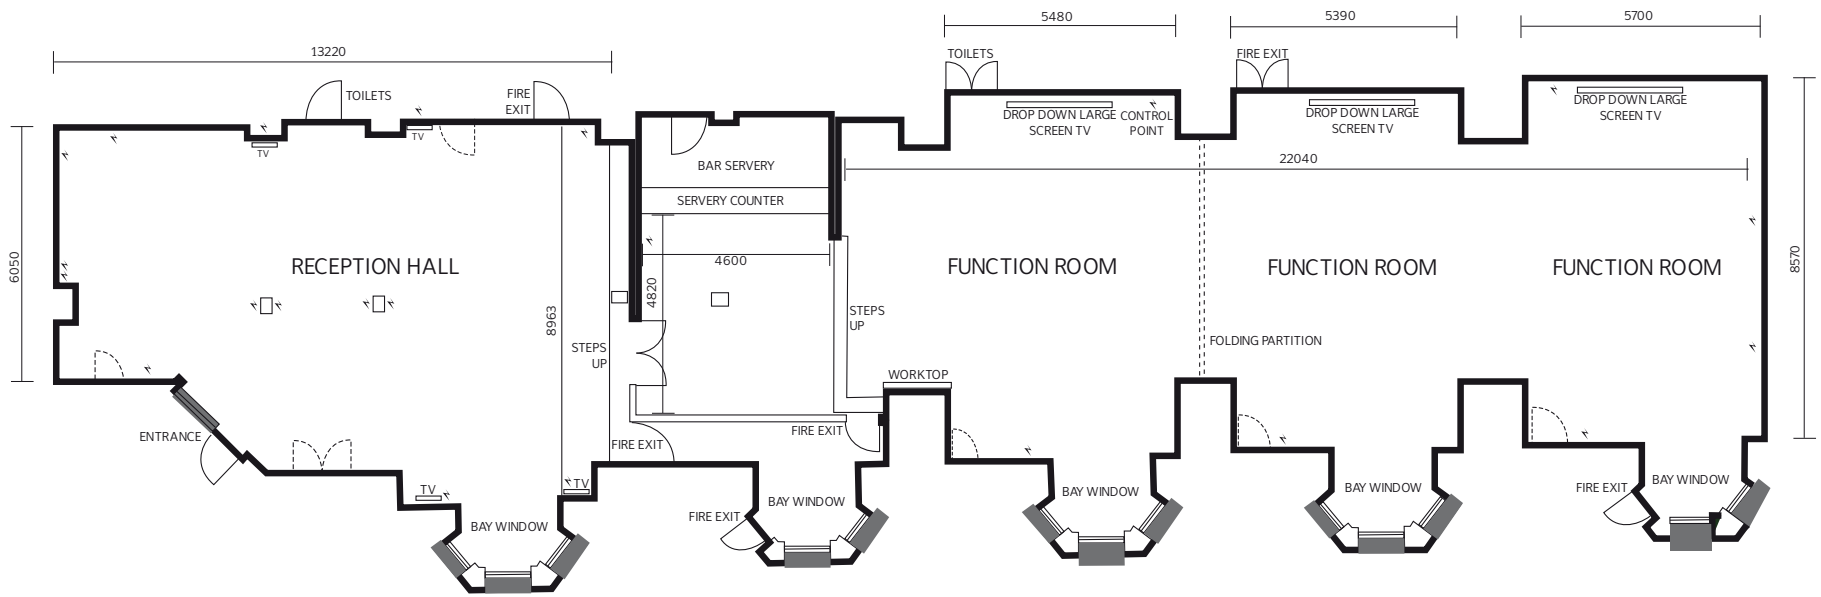 5480
5390
5700
13220
TOILETS
FIRE EXIT
TOILETS
FIRE
EXIT
DROP DOWN LARGE
SCREEN TV
CONTROL
POINT
DROP DOWN LARGE
SCREEN TV
DROP DOWN LARGE
SCREEN TV
TV
TV
BAR SERVERY
22040
SERVERY COUNTER
6050
RECEPTION HALL
4600
4820
FUNCTION ROOM
FUNCTION ROOM
FUNCTION ROOM
8570
8963
STEPS
UP
STEPS
UP
FOLDING PARTITION
WORKTOP
ENTRANCE
FIRE EXIT
FIRE EXIT
TV
TV
BAY WINDOW
FIRE EXIT
BAY WINDOW
BAY WINDOW
BAY WINDOW
FIRE EXIT
BAY WINDOW